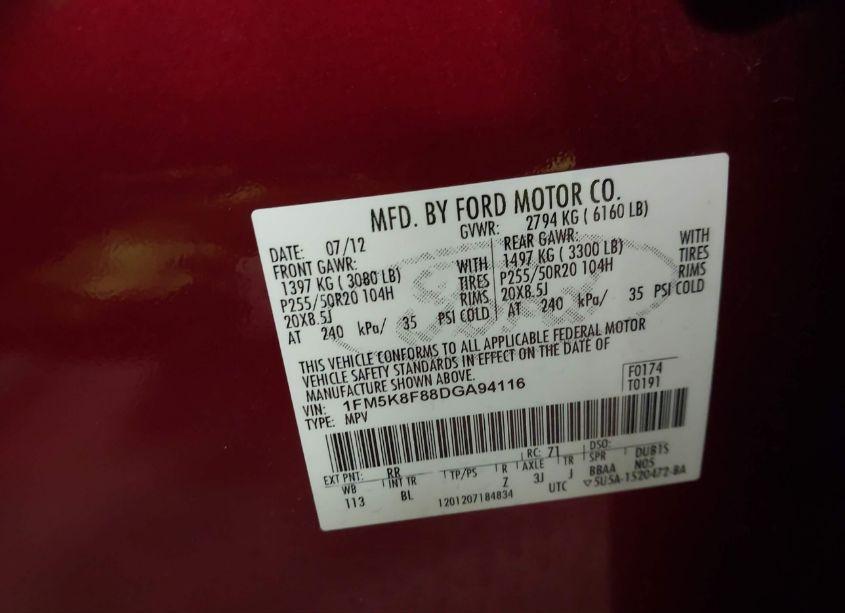 MFD. BY FORD MOTOR CO.
DATE: 07/12 GVWR: 2794 KG ( 6160 LB)
FRONT GAWR: REAR GAWR:
1397 KG ( 3080 LB) WITH 1497 KG ( 3300 LB) WITH
P255/50R20 104H TIRES P255/50R20 104H TIRES
20X8.5J RIMS 20X8.5J RIMS
AT 240 kPa/ 35 PSI COLD AT 240 kPa/ 35 PSI COLD
THIS VEHICLE CONFORMS TO ALL APPLICABLE FEDERAL MOTOR
VEHICLE SAFETY STANDARDS IN EFFECT ON THE DATE OF
MANUFACTURE SHOWN ABOVE.
VIN: 1FM5K8F88DGA94116 F0174
TYPE: MPV T0191
EXT PNT: RR RC: 71 DSO:
WB INT TR TP/PS R AXLE TR SPR DUB1S
113 BL Z 3J J BBAA N05
1201207184834 UTC 5U5A-1520472-BA